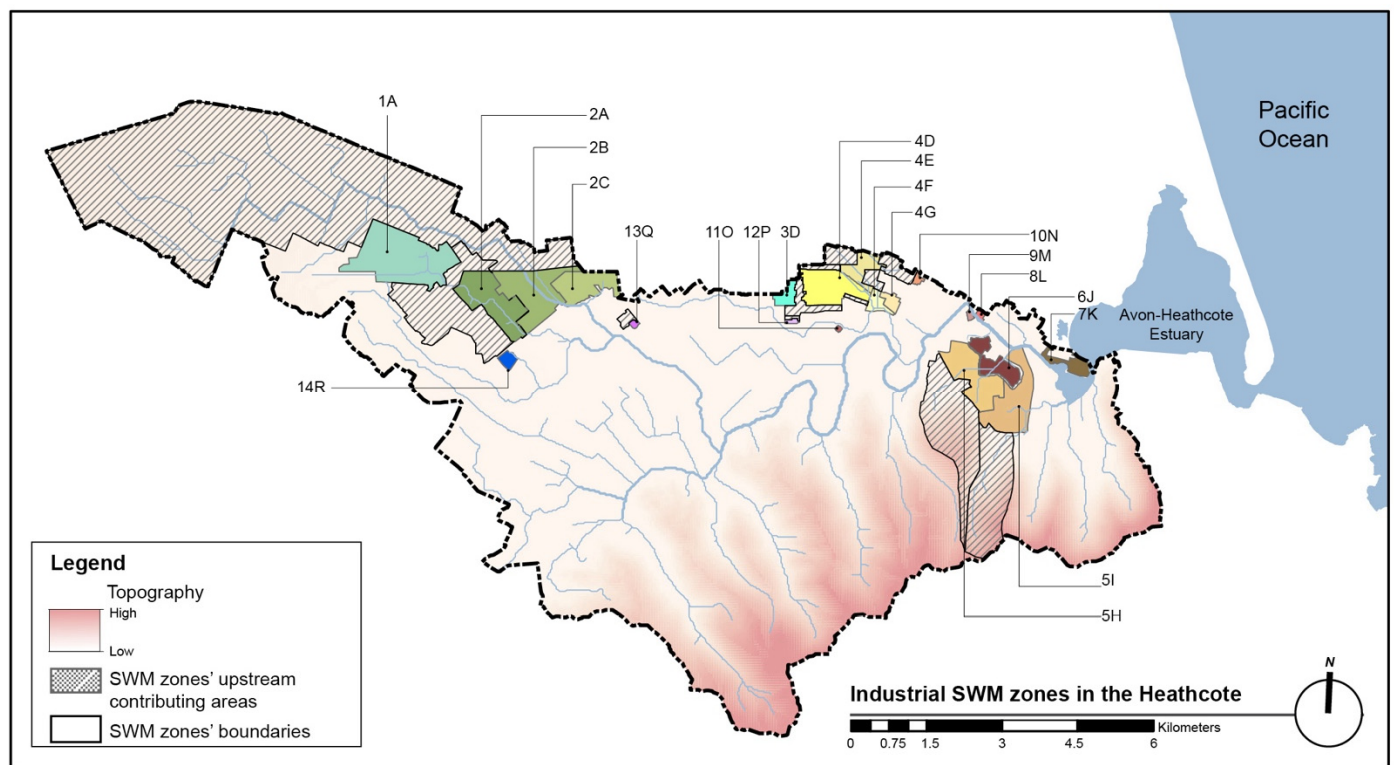 1A
2A
2B
2C
13Q
11O
12P
3D
4D
4E
4F
4G
10N
9M
8L
6J
7K
14R
5I
5H
Pacific
Ocean
Avon-Heathcote
Estuary
Legend
Topography
High
Low
SWM zones' upstream
contributing areas
SWM zones' boundaries
Industrial SWM zones in the Heathcote
Kilometers
0 0.75 1.5 3 4.5 6
N